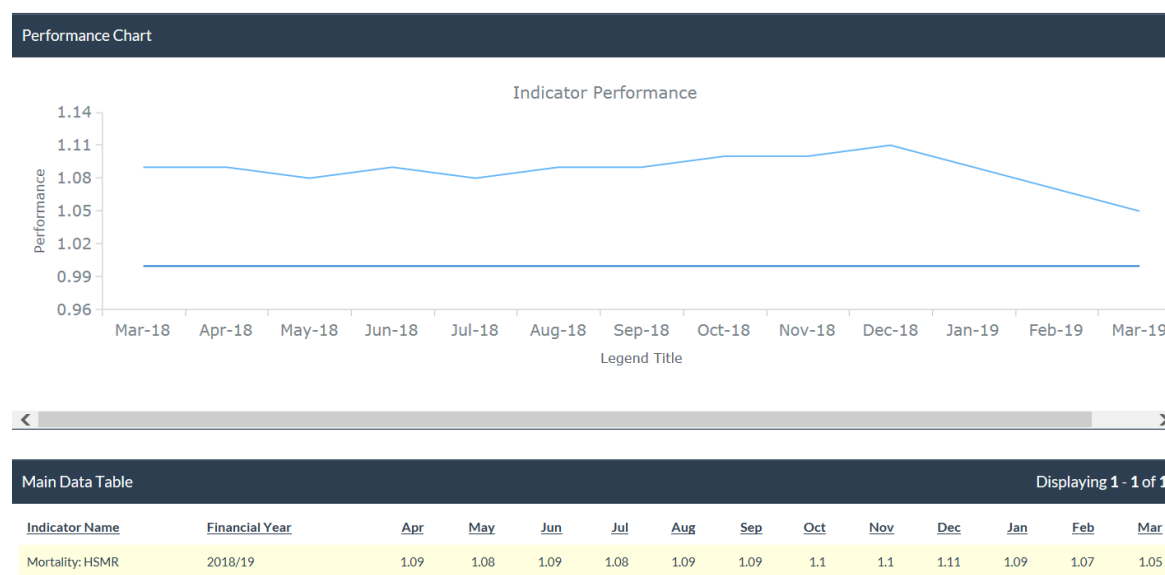 Performance Chart
Indicator Performance
1.14
1.11
1.08
1.05
1.02
0.99
0.96
Performance
Mar-18 Apr-18 May-18 Jun-18 Jul-18 Aug-18 Sep-18 Oct-18 Nov-18 Dec-18 Jan-19 Feb-19 Mar-19
Legend Title
Main Data Table Displaying 1 - 1 of 1
Indicator Name Financial Year Apr May Jun Jul Aug Sep Oct Nov Dec Jan Feb Mar
Mortality: HSMR 2018/19 1.09 1.08 1.09 1.08 1.09 1.09 1.1 1.1 1.11 1.09 1.07 1.05